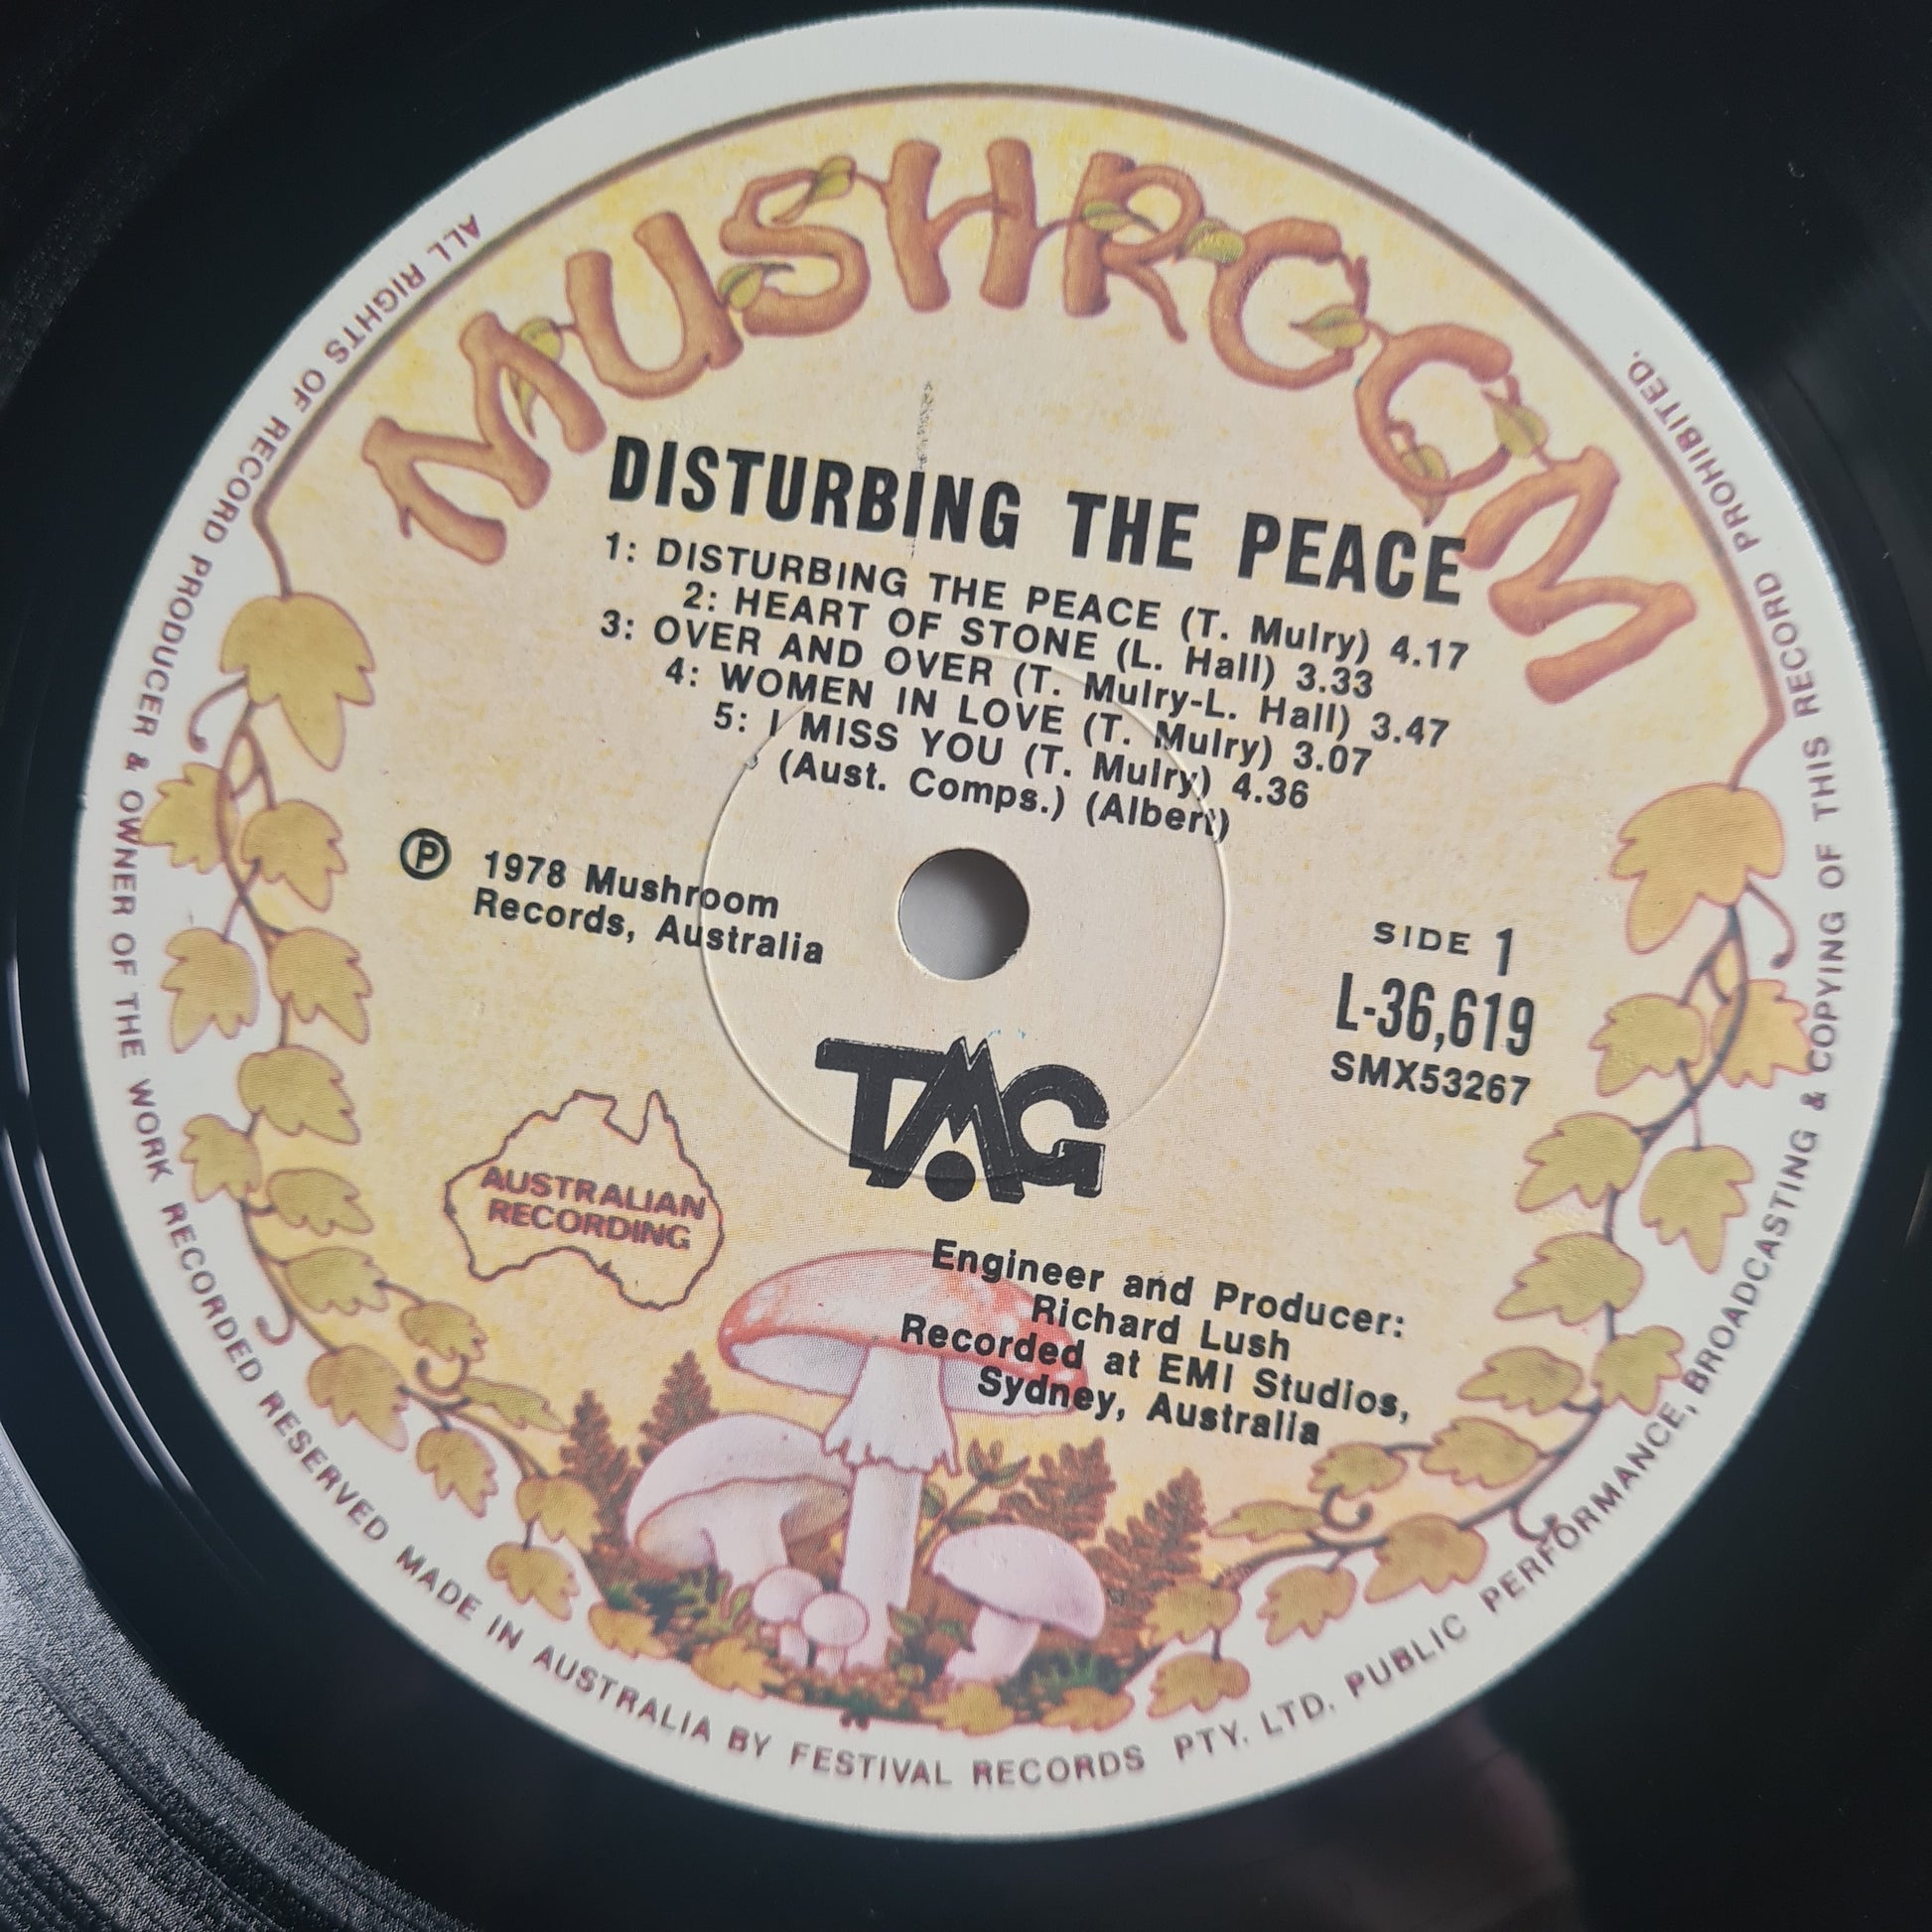 MUSHROOM
DISTURBING THE PEACE
1: DISTURBING THE PEACE (T. Mulry) 4.17
2: HEART OF STONE (L. Hall) 3.33
3: OVER AND OVER (T. Mulry-L. Hall) 3.47
4: WOMEN IN LOVE (T. Mulry) 3.07
5: I MISS YOU (T. Mulry) 4.36
(Aust. Comps.) (Albert)
Ⓟ 1978 Mushroom
Records, Australia
SIDE 1
L-36,619
SMX53267
TMG
AUSTRALIAN
RECORDING
Engineer and Producer:
Richard Lush
Recorded at EMI Studios,
Sydney, Australia
ALL RIGHTS OF RECORD PRODUCER & OWNER OF THE WORK RECORDED RESERVED MADE IN AUSTRALIA BY FESTIVAL RECORDS PTY. LTD. PUBLIC PERFORMANCE, BROADCASTING & COPYING OF THIS RECORD PROHIBITED.